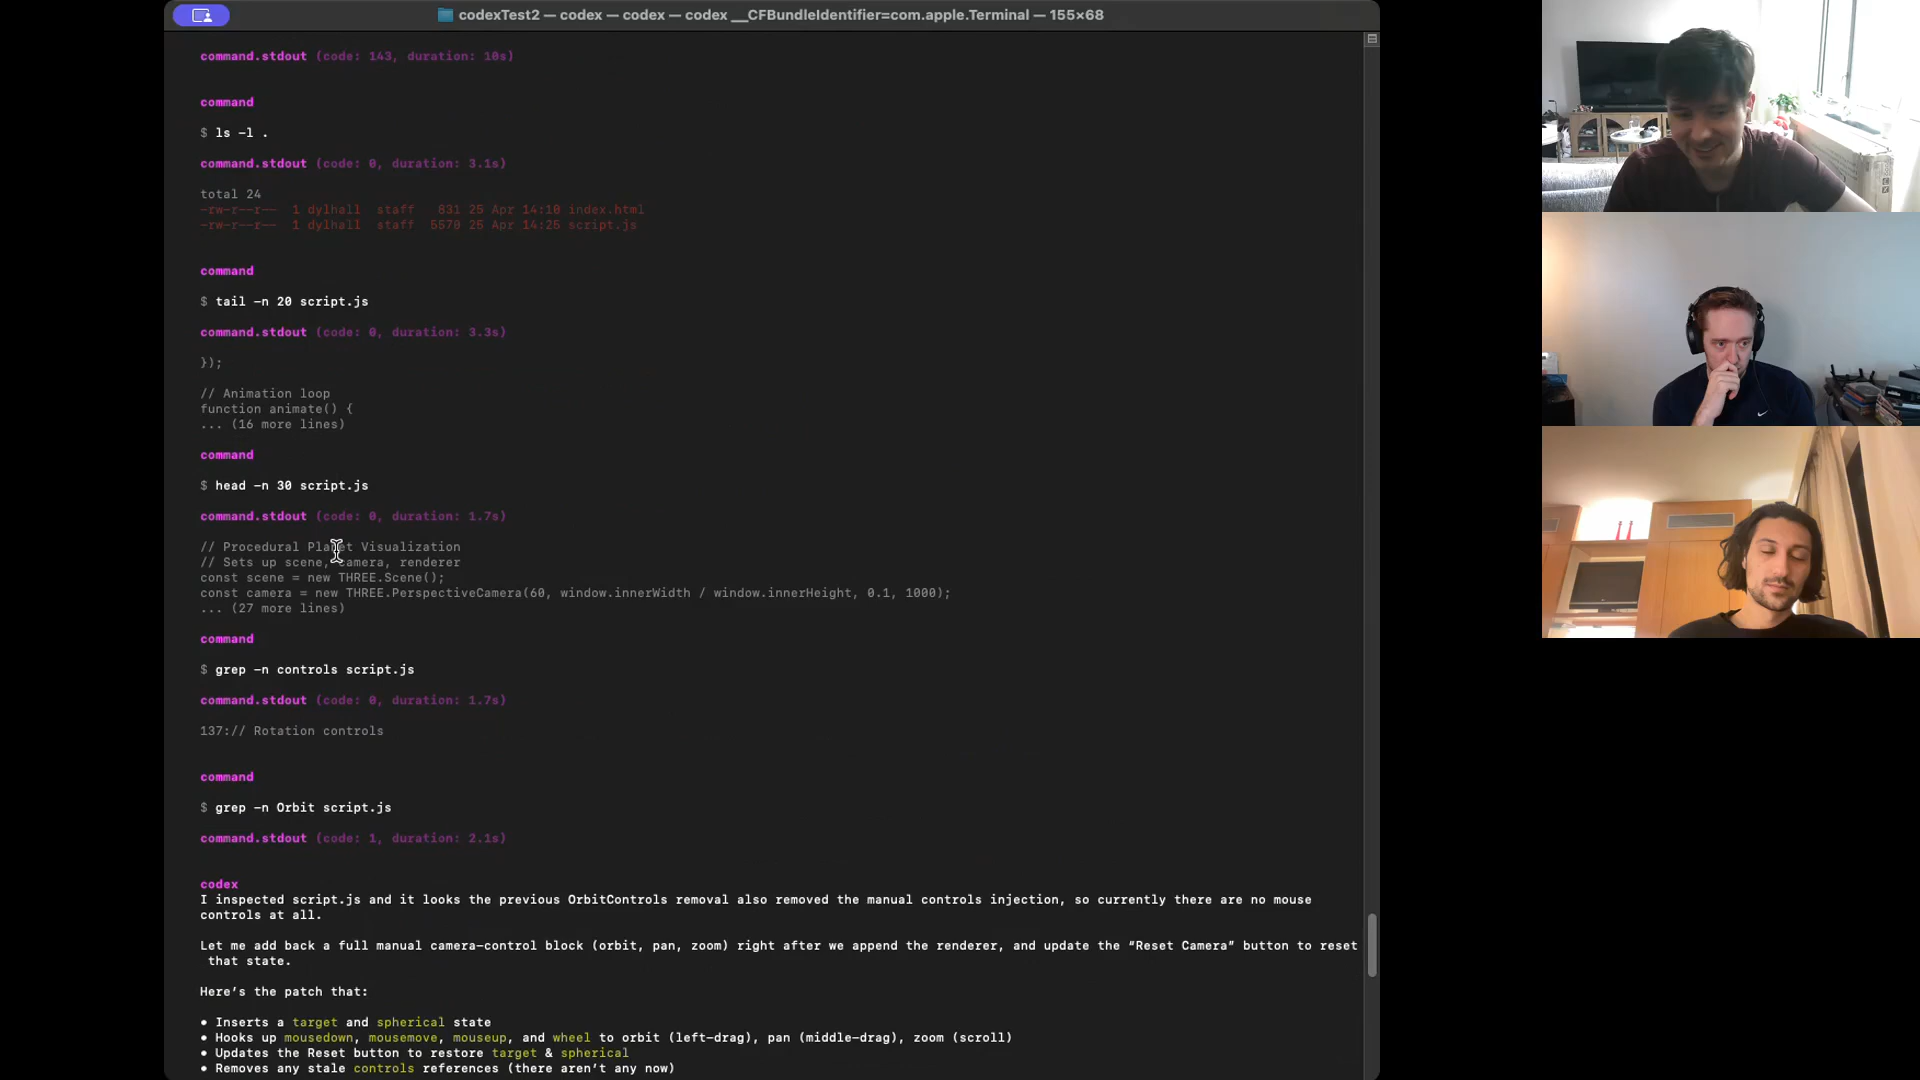 codexTest2 — codex — codex — codex __CFBundleIdentifier=com.apple.Terminal — 155×68
command.stdout (code: 143, duration: 10s)
command
$ ls -l .
command.stdout (code: 0, duration: 3.1s)
total 24
-rw-r--r-- 1 dylhall staff 831 25 Apr 14:10 index.html
-rw-r--r-- 1 dylhall staff 5570 25 Apr 14:25 script.js
command
$ tail -n 20 script.js
command.stdout (code: 0, duration: 3.3s)
});
// Animation loop
function animate() {
... (16 more lines)
command
$ head -n 30 script.js
command.stdout (code: 0, duration: 1.7s)
// Procedural Planet Visualization
// Sets up scene, camera, renderer
const scene = new THREE.Scene();
const camera = new THREE.PerspectiveCamera(60, window.innerWidth / window.innerHeight, 0.1, 1000);
... (27 more lines)
command
$ grep -n controls script.js
command.stdout (code: 0, duration: 1.7s)
137:// Rotation controls
command
$ grep -n Orbit script.js
command.stdout (code: 1, duration: 2.1s)
codex
I inspected script.js and it looks the previous OrbitControls removal also removed the manual controls injection, so currently there are no mouse
controls at all.
Let me add back a full manual camera-control block (orbit, pan, zoom) right after we append the renderer, and update the “Reset Camera” button to reset
that state.
Here’s the patch that:
• Inserts a target and spherical state
• Hooks up mousedown, mousemove, mouseup, and wheel to orbit (left-drag), pan (middle-drag), zoom (scroll)
• Updates the Reset button to restore target & spherical
• Removes any stale controls references (there aren’t any now)